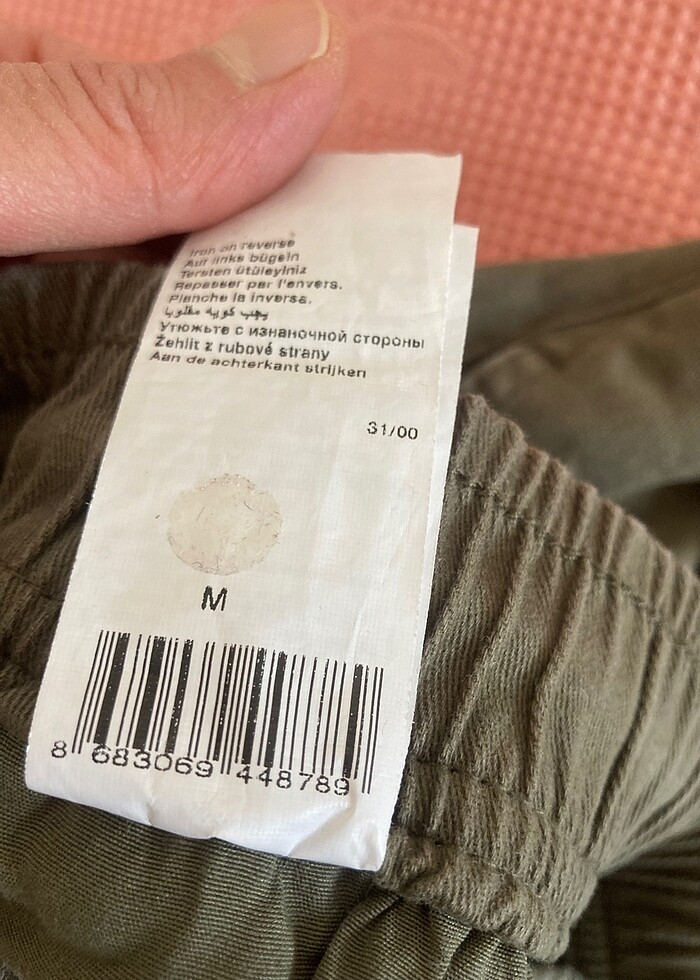 Iron on reverse
Auf links bügeln
Tersten ütüleyiniz
Repasser par l'envers.
Planche la inversa.
يجب كويه مقلوبا
Утюжьте с изнаночной стороны
Žehlit z rubové strany
Aan de achterkant strijken
31/00
M
8 683069 448789